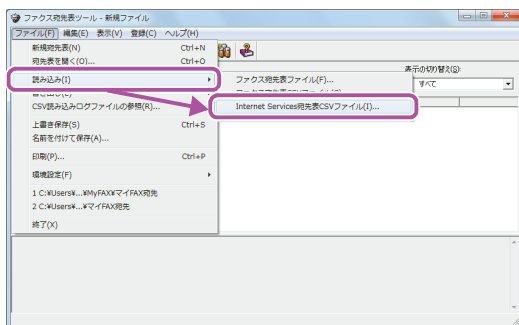 ファクス宛先表ツール - 新規ファイル
ファイル(F) 編集(E) 表示(V) 登録(C) ヘルプ(H)
新規宛先表(N) Ctrl+N
宛先表を開く(O)... Ctrl+O
表示の切り替え(S):
読み込み(I)
ファクス宛先表ファイル(F)...
すべて
CSV読み込みログファイルの参照(R)...
Internet Services宛先表CSVファイル(I)...
上書き保存(S) Ctrl+S
名前を付けて保存(A)...
印刷(P)... Ctrl+P
環境設定(F)
1 C:¥Users¥...¥MyFAX¥マイFAX宛先
2 C:¥Users¥...¥マイFAX宛先
終了(X)